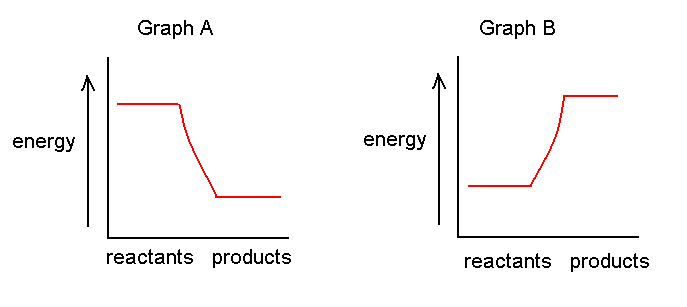 Graph A
energy
reactants products
Graph B
energy
reactants products